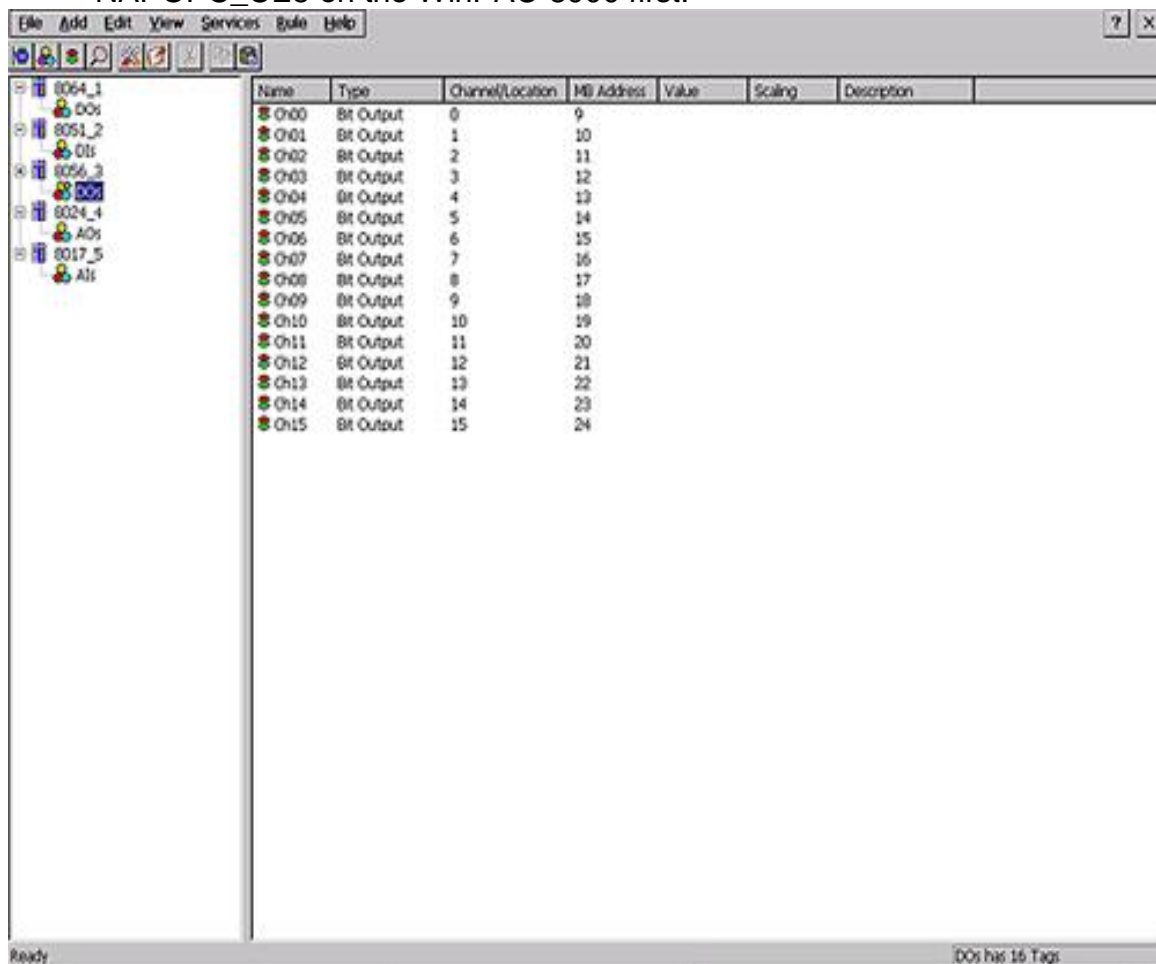 File Add Edit View Services Rule Help ? X
8064_1
DOs
8051_2
DIs
8056_3
DOs
8024_4
AOs
8017_5
AIs
Name Type Channel/Location MB Address Value Scaling Description
Ch00 Bit Output 0 9
Ch01 Bit Output 1 10
Ch02 Bit Output 2 11
Ch03 Bit Output 3 12
Ch04 Bit Output 4 13
Ch05 Bit Output 5 14
Ch06 Bit Output 6 15
Ch07 Bit Output 7 16
Ch08 Bit Output 8 17
Ch09 Bit Output 9 18
Ch10 Bit Output 10 19
Ch11 Bit Output 11 20
Ch12 Bit Output 12 21
Ch13 Bit Output 13 22
Ch14 Bit Output 14 23
Ch15 Bit Output 15 24
Ready DOs has 16 Tags